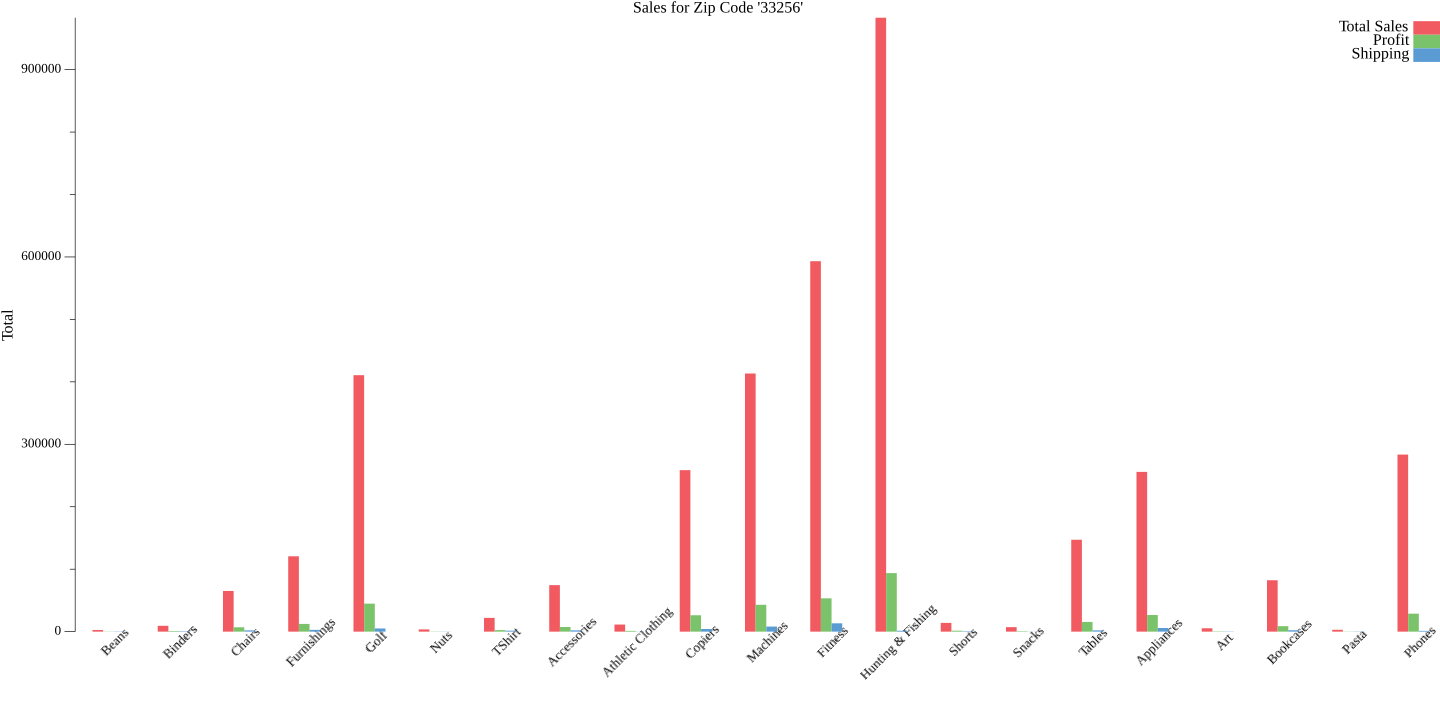 Sales for Zip Code '33256'
Total Sales
Profit
Shipping
900000
600000
300000
0
Total
Beans
Binders
Chairs
Furnishings
Golf
Nuts
TShirt
Accessories
Athletic Clothing
Copiers
Machines
Fitness
Hunting & Fishing
Shorts
Snacks
Tables
Appliances
Art
Bookcases
Pasta
Phones